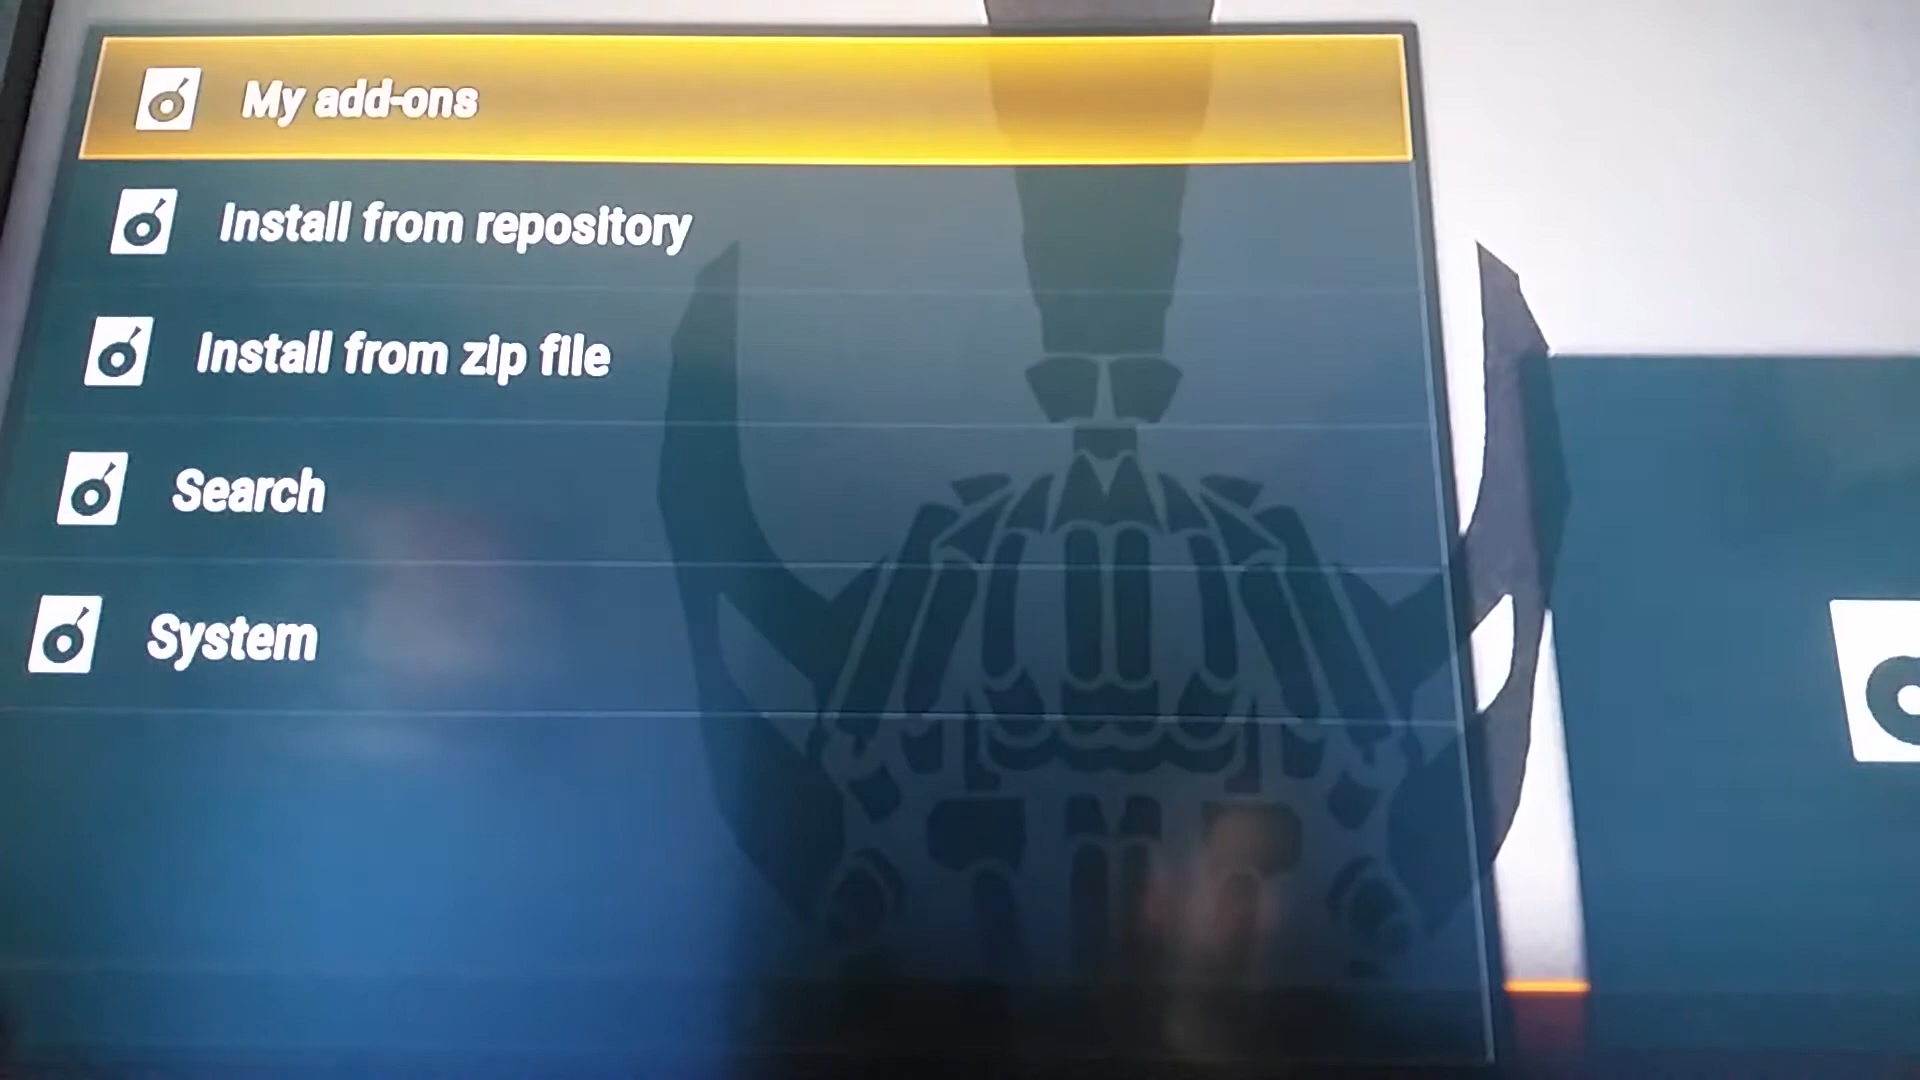 My add-ons
Install from repository
Install from zip file
Search
System